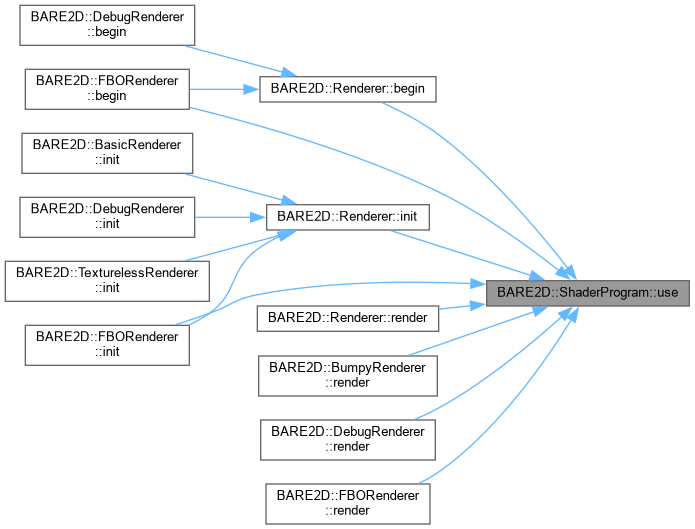 BARE2D::DebugRenderer
::begin
BARE2D::FBORenderer
::begin
BARE2D::Renderer::begin
BARE2D::BasicRenderer
::init
BARE2D::DebugRenderer
::init
BARE2D::Renderer::init
BARE2D::TexturelessRenderer
::init
BARE2D::FBORenderer
::init
BARE2D::ShaderProgram::use
BARE2D::Renderer::render
BARE2D::BumpyRenderer
::render
BARE2D::DebugRenderer
::render
BARE2D::FBORenderer
::render